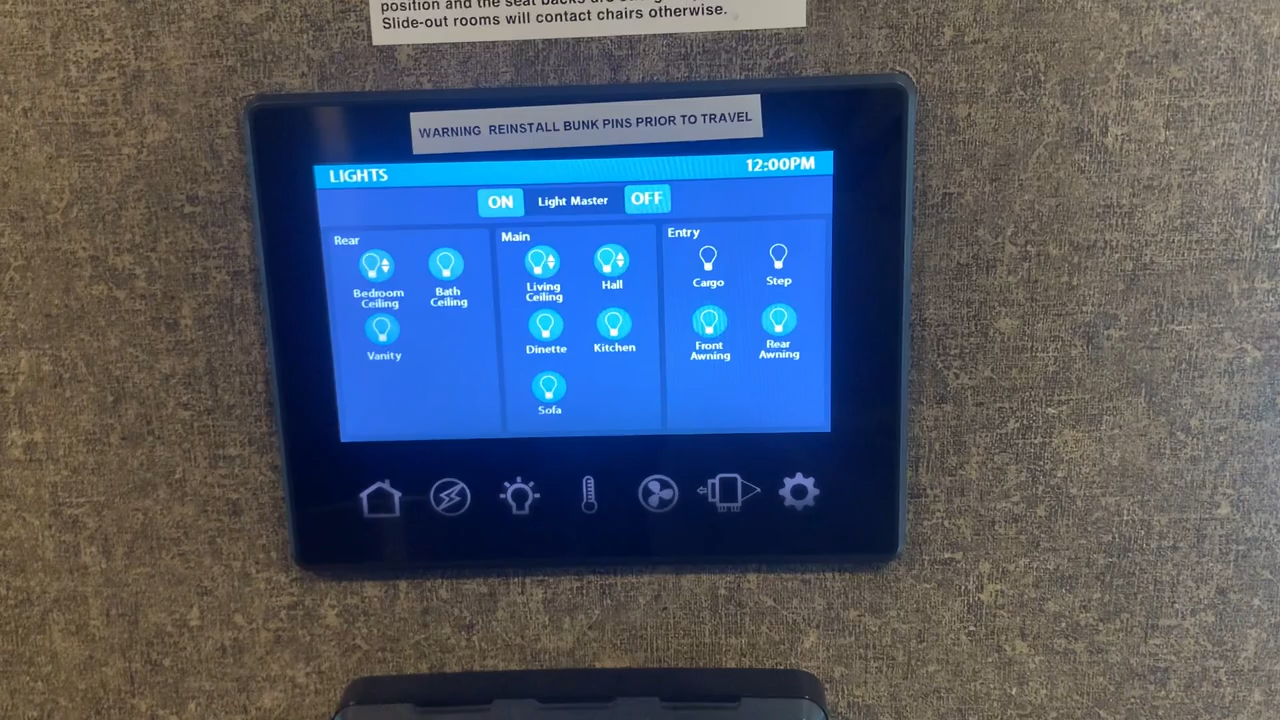 position and the seat backs are
Slide-out rooms will contact chairs otherwise.
WARNING REINSTALL BUNK PINS PRIOR TO TRAVEL
LIGHTS 12:00PM
ON Light Master OFF
Rear
Bedroom
Ceiling
Bath
Ceiling
Vanity
Main
Living
Ceiling
Hall
Dinette
Kitchen
Sofa
Entry
Cargo
Step
Front
Awning
Rear
Awning